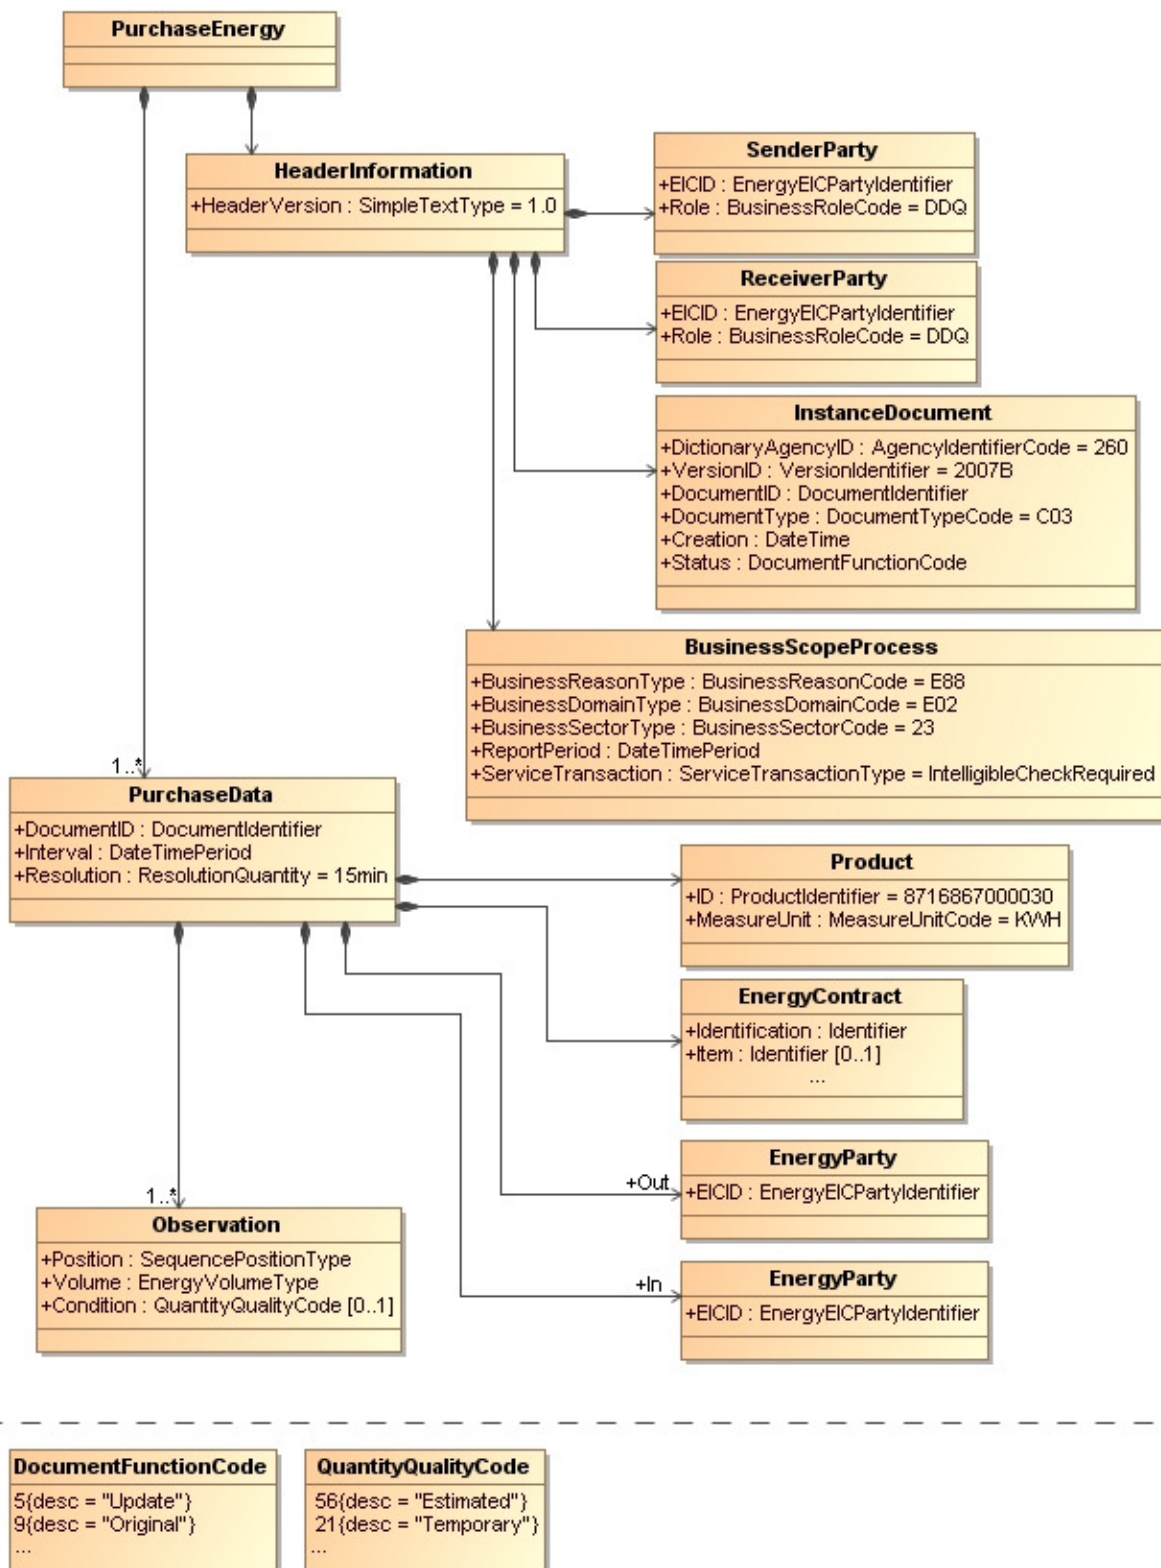 PurchaseEnergy
HeaderInformation
+HeaderVersion : SimpleTextType = 1.0
SenderParty
+EICID : EnergyEICPartyIdentifier
+Role : BusinessRoleCode = DDQ
ReceiverParty
+EICID : EnergyEICPartyIdentifier
+Role : BusinessRoleCode = DDQ
InstanceDocument
+DictionaryAgencyID : AgencyIdentifierCode = 260
+VersionID : VersionIdentifier = 2007B
+DocumentID : DocumentIdentifier
+DocumentType : DocumentTypeCode = C03
+Creation : DateTime
+Status : DocumentFunctionCode
BusinessScopeProcess
+BusinessReasonType : BusinessReasonCode = E88
+BusinessDomainType : BusinessDomainCode = E02
+BusinessSectorType : BusinessSectorCode = 23
+ReportPeriod : DateTimePeriod
+ServiceTransaction : ServiceTransactionType = IntelligibleCheckRequired
1..*
PurchaseData
+DocumentID : DocumentIdentifier
+Interval : DateTimePeriod
+Resolution : ResolutionQuantity = 15min
Product
+ID : ProductIdentifier = 8716867000030
+MeasureUnit : MeasureUnitCode = KWH
EnergyContract
+Identification : Identifier
+Item : Identifier [0..1]
...
+Out
EnergyParty
+EICID : EnergyEICPartyIdentifier
1..*
Observation
+Position : SequencePositionType
+Volume : EnergyVolumeType
+Condition : QuantityQualityCode [0..1]
+In
EnergyParty
+EICID : EnergyEICPartyIdentifier
DocumentFunctionCode
5{desc = "Update"}
9{desc = "Original"}
...
QuantityQualityCode
56{desc = "Estimated"}
21{desc = "Temporary"}
...